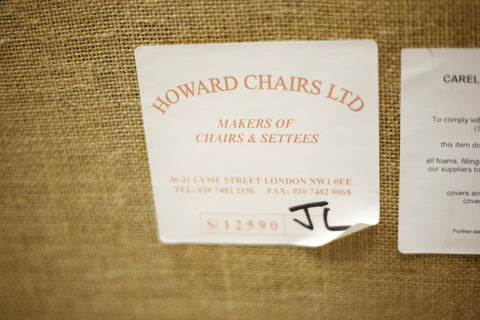 HOWARD CHAIRS LTD
MAKERS OF
CHAIRS & SETTEES
30-31 LYME STREET LONDON NW1 0EE
TEL: 020 7482 2156 FAX: 020 7482 0068
S/12590
JL
CAREL
To comply wit
(S
this item do
all foams, filling
our suppliers to
covers and
cove
Further de